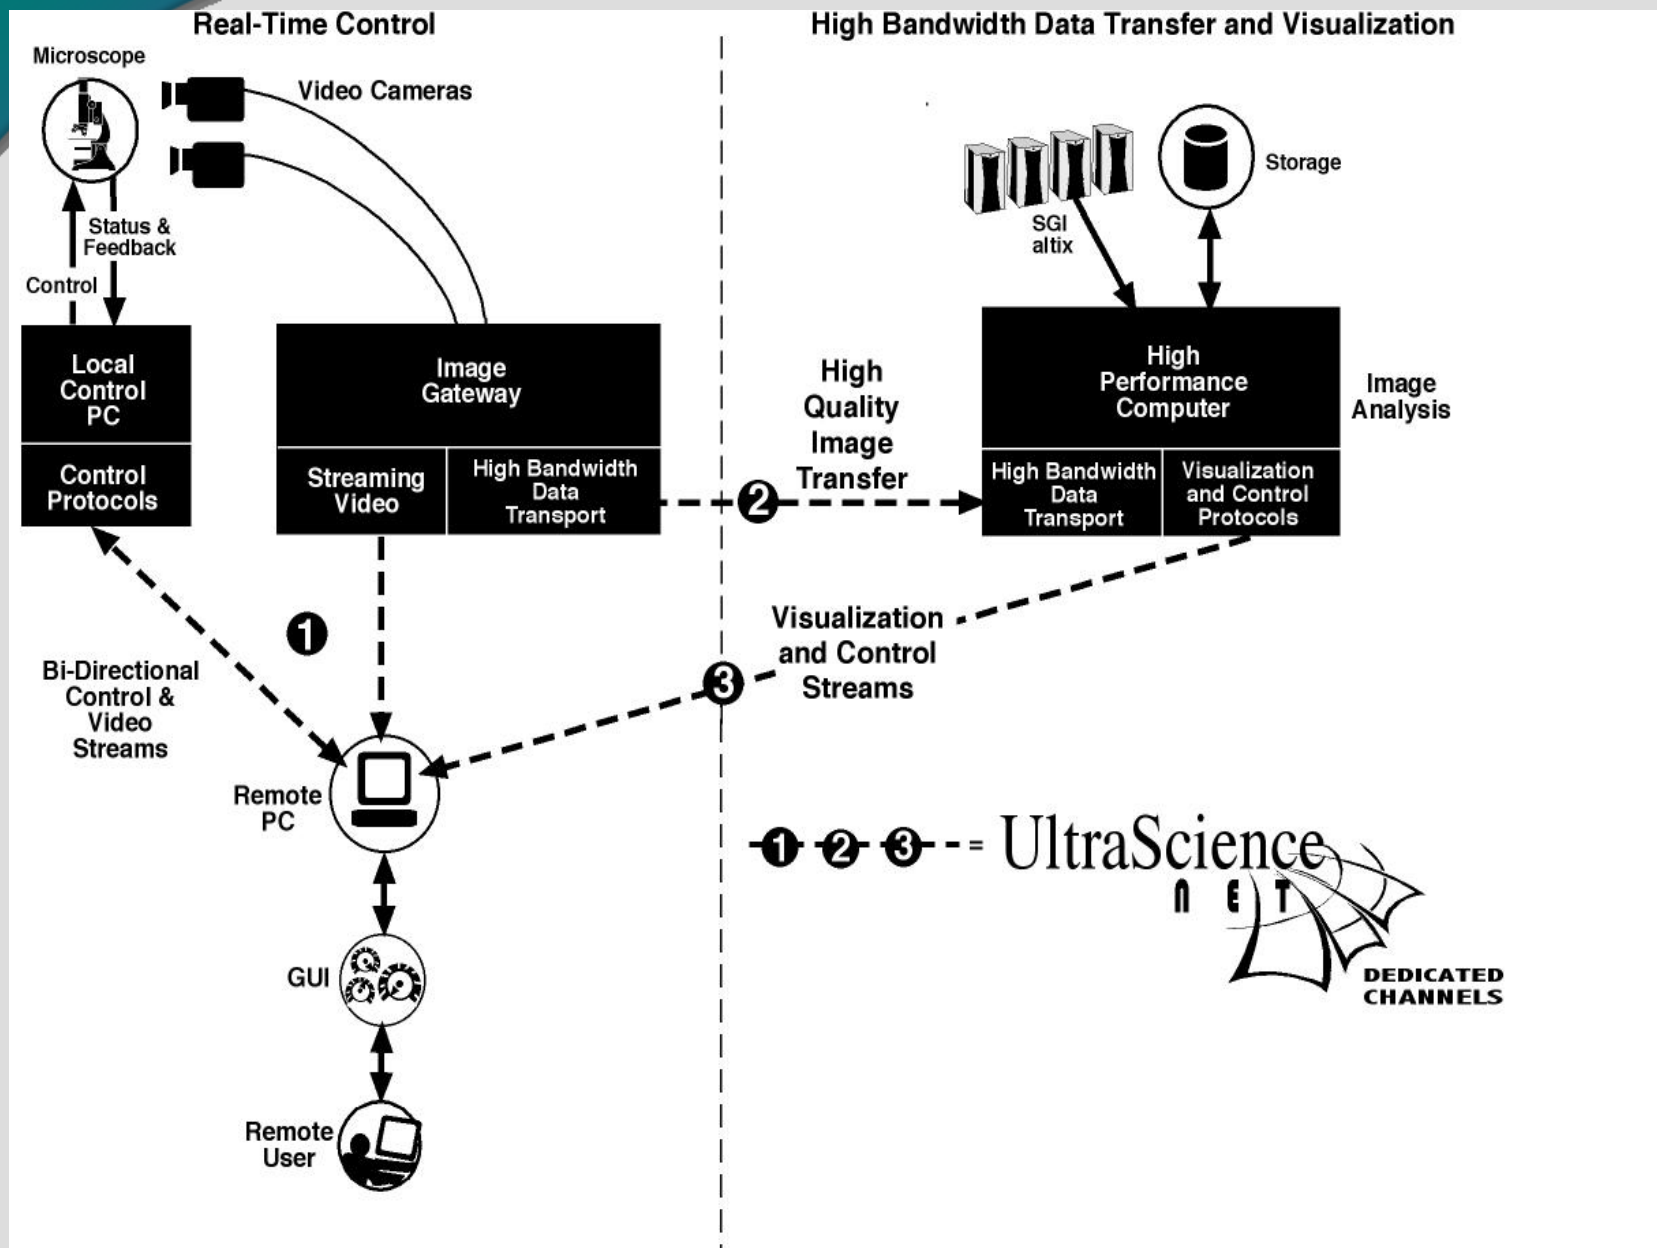 Real-Time Control
High Bandwidth Data Transfer and Visualization
Microscope
Video Cameras
Storage
SGI
altix
Status &
Feedback
Control
Local
Control
PC
Control
Protocols
Image
Gateway
Streaming
Video
High Bandwidth
Data
Transport
High
Quality
Image
Transfer
2
High
Performance
Computer
High Bandwidth
Data
Transport
Visualization
and Control
Protocols
Image
Analysis
1
Bi-Directional
Control &
Video
Streams
Visualization
and Control
Streams
3
Remote
PC
GUI
Remote
User
1 2 3 =
UltraScience
NET
DEDICATED
CHANNELS